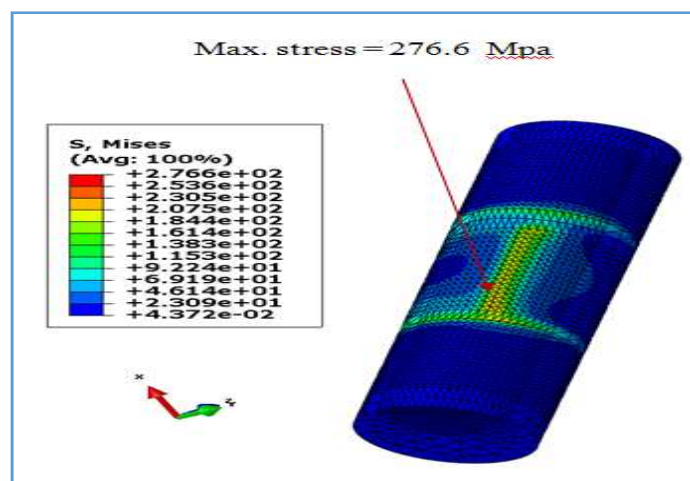 Max. stress = 276.6 Mpa
S, Mises
(Avg: 100%)
+2.766e+02
+2.536e+02
+2.305e+02
+2.075e+02
+1.844e+02
+1.614e+02
+1.383e+02
+1.153e+02
+9.224e+01
+6.919e+01
+4.614e+01
+2.309e+01
+4.372e-02
x